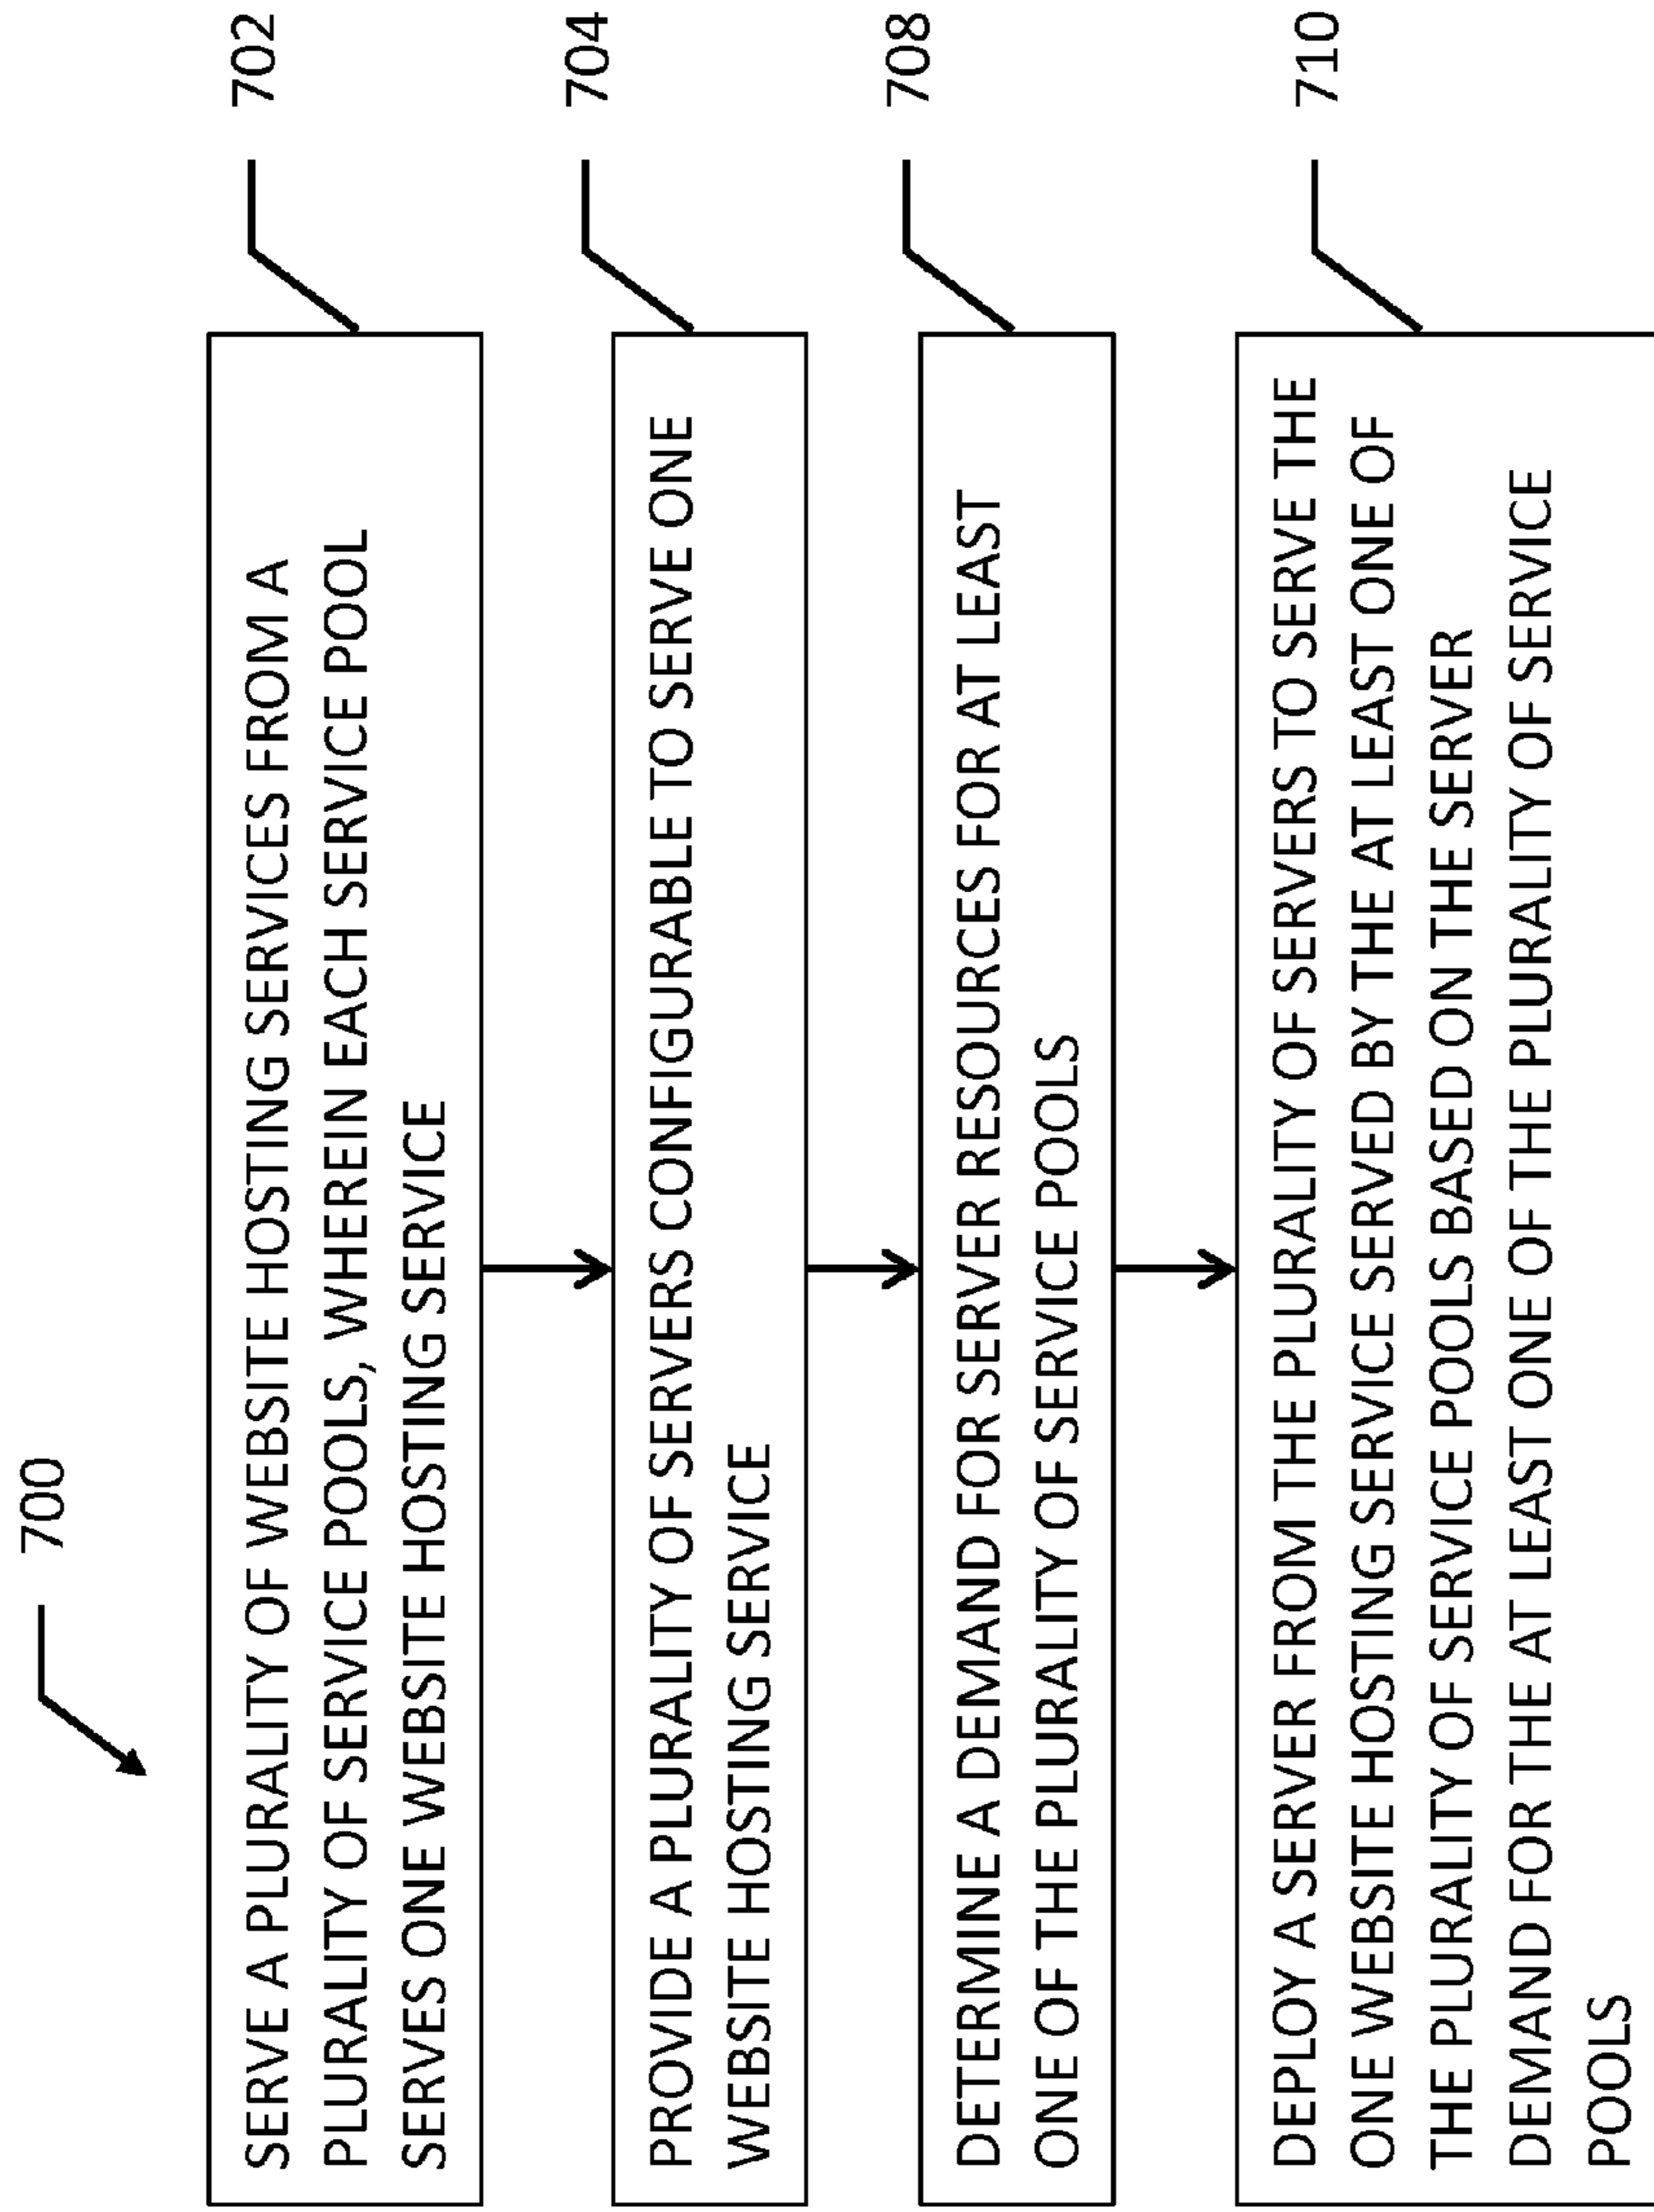 700
SERVE A PLURALITY OF WEBSITE HOSTING SERVICES FROM A
PLURALITY OF SERVICE POOLS, WHEREIN EACH SERVICE POOL
SERVES ONE WEBSITE HOSTING SERVICE
702
PROVIDE A PLURALITY OF SERVERS CONFIGURABLE TO SERVE ONE
WEBSITE HOSTING SERVICE
704
DETERMINE A DEMAND FOR SERVER RESOURCES FOR AT LEAST
ONE OF THE PLURALITY OF SERVICE POOLS
708
DEPLOY A SERVER FROM THE PLURALITY OF SERVERS TO SERVE THE
ONE WEBSITE HOSTING SERVICE SERVED BY THE AT LEAST ONE OF
THE PLURALITY OF SERVICE POOLS BASED ON THE SERVER
DEMAND FOR THE AT LEAST ONE OF THE PLURALITY OF SERVICE
POOLS
710